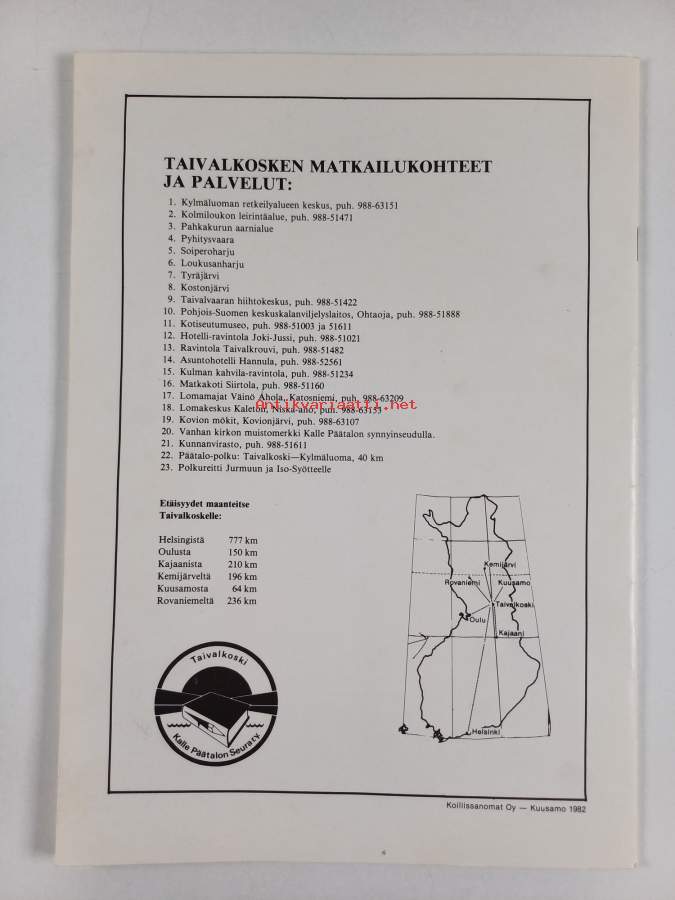 TAIVALKOSKEN MATKAILUKOHTEET
JA PALVELUT:
1. Kylmäluoman retkeilyalueen keskus, puh. 988-63151
2. Kolmiloukon leirintäalue, puh. 988-51471
3. Pahkakurun aarnialue
4. Pyhitysvaara
5. Soiperoharju
6. Loukusanharju
7. Tyräjärvi
8. Kostonjärvi
9. Taivalvaaran hiihtokeskus, puh. 988-51422
10. Pohjois-Suomen keskuskalanviljelyslaitos, Ohtaoja, puh. 988-51888
11. Kotiseutumuseo, puh. 988-51003 ja 51611
12. Hotelli-ravintola Joki-Jussi, puh. 988-51021
13. Ravintola Taivalkrouvi, puh. 988-51482
14. Asuntohotelli Hannula, puh. 988-52561
15. Kulman kahvila-ravintola, puh. 988-51234
16. Matkakoti Siirtola, puh. 988-51160
17. Lomamajat Väinö Ahola, Katosniemi, puh. 988-63209
Antikvariaatti.net
18. Lomakeskus Kaleton, Niska-aho, puh. 988-63153
19. Kovion mökit, Kovionjärvi, puh. 988-63107
20. Vanhan kirkon muistomerkki Kalle Päätalon synnyinseudulla.
21. Kunnanvirasto, puh. 988-51611
22. Päätalo-polku: Taivalkoski—Kylmäluoma, 40 km
23. Polkureitti Jurmuun ja Iso-Syötteelle
Etäisyydet maanteitse
Taivalkoskelle:
Helsingistä 777 km
Oulusta 150 km
Kajaanista 210 km
Kemijärveltä 196 km
Kuusamosta 64 km
Rovaniemeltä 236 km
Kemijärvi
Rovaniemi
Kuusamo
Taivalkoski
Oulu
Kajaani
Helsinki
Taivalkoski
Kalle Päätalon Seura r.y.
Koillissanomat Oy — Kuusamo 1982